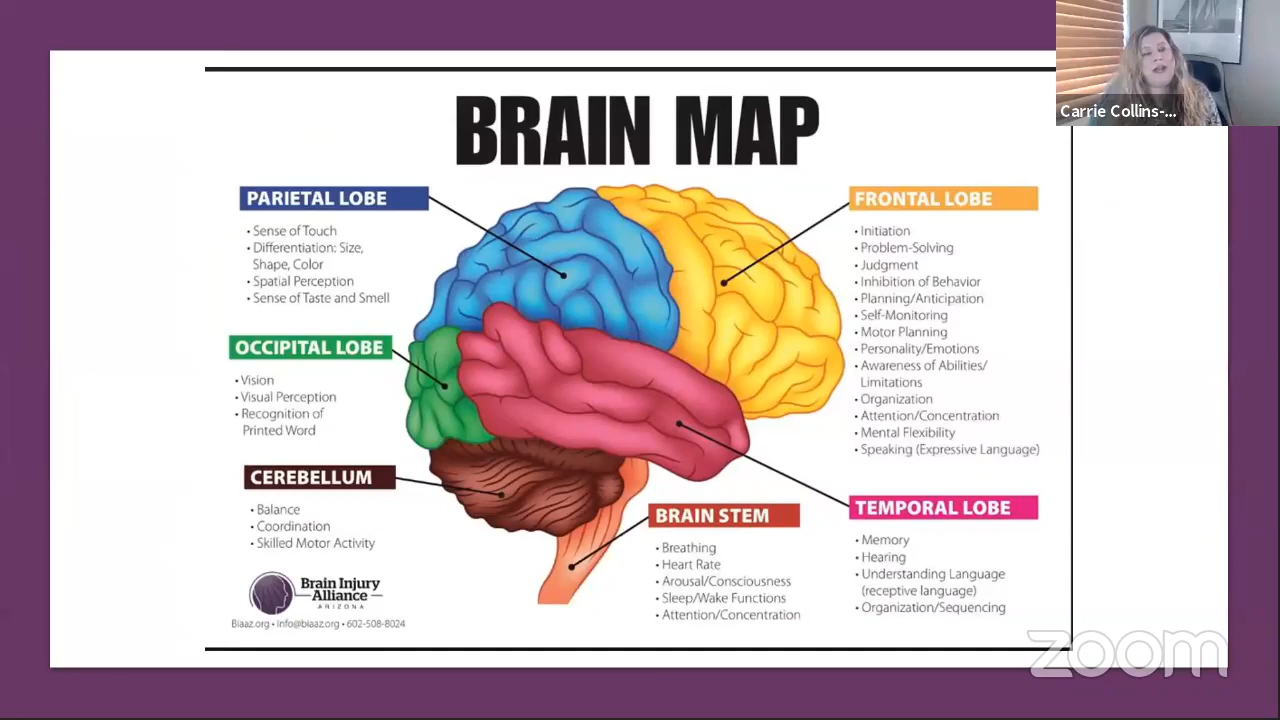 Carrie Collins-...
BRAIN MAP
PARIETAL LOBE
• Sense of Touch
• Differentiation: Size,
Shape, Color
• Spatial Perception
• Sense of Taste and Smell
OCCIPITAL LOBE
• Vision
• Visual Perception
• Recognition of
Printed Word
CEREBELLUM
• Balance
• Coordination
• Skilled Motor Activity
Brain Injury
Alliance
ARIZONA
Biaaz.org • info@biaaz.org • 602-508-8024
BRAIN STEM
• Breathing
• Heart Rate
• Arousal/Consciousness
• Sleep/Wake Functions
• Attention/Concentration
FRONTAL LOBE
• Initiation
• Problem-Solving
• Judgment
• Inhibition of Behavior
• Planning/Anticipation
• Self-Monitoring
• Motor Planning
• Personality/Emotions
• Awareness of Abilities/
Limitations
• Organization
• Attention/Concentration
• Mental Flexibility
• Speaking (Expressive Language)
TEMPORAL LOBE
• Memory
• Hearing
• Understanding Language
(receptive language)
• Organization/Sequencing
zoom